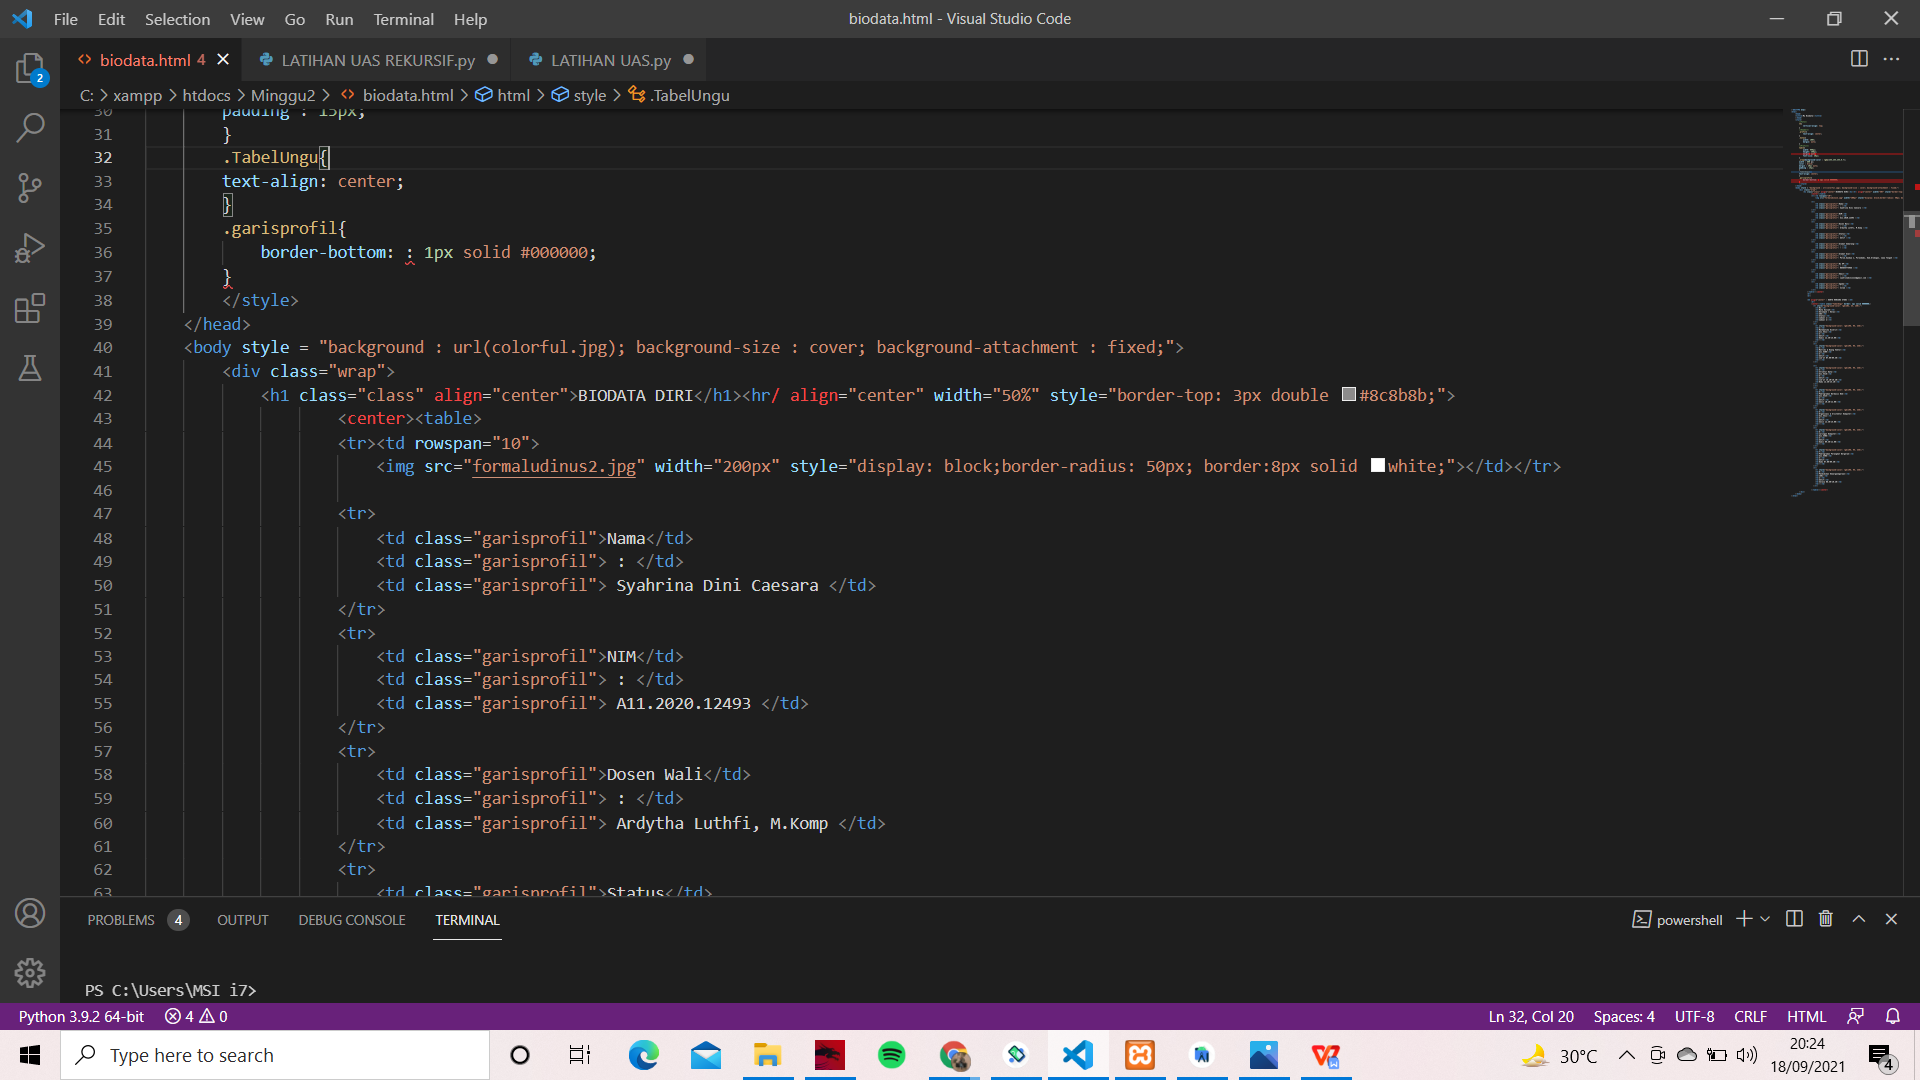 File Edit Selection View Go Run Terminal Help
biodata.html - Visual Studio Code
2
biodata.html 4
LATIHAN UAS REKURSIF.py
LATIHAN UAS.py
C: > xampp > htdocs > Minggu2 > biodata.html > html > style > .TabelUngu
30 padding : 15px;
31 }
32 .TabelUngu{
33 text-align: center;
34 }
35 .garisprofil{
36 border-bottom: : 1px solid #000000;
37 }
38 </style>
39 </head>
40 <body style = "background : url(colorful.jpg); background-size : cover; background-attachment : fixed;">
41 <div class="wrap">
42 <h1 class="class" align="center">BIODATA DIRI</h1><hr/ align="center" width="50%" style="border-top: 3px double #8c8b8b;">
43 <center><table>
44 <tr><td rowspan="10">
45 <img src="formaludinus2.jpg" width="200px" style="display: block;border-radius: 50px; border:8px solid white;"></td></tr>
46
47 <tr>
48 <td class="garisprofil">Nama</td>
49 <td class="garisprofil"> : </td>
50 <td class="garisprofil"> Syahrina Dini Caesara </td>
51 </tr>
52 <tr>
53 <td class="garisprofil">NIM</td>
54 <td class="garisprofil"> : </td>
55 <td class="garisprofil"> A11.2020.12493 </td>
56 </tr>
57 <tr>
58 <td class="garisprofil">Dosen Wali</td>
59 <td class="garisprofil"> : </td>
60 <td class="garisprofil"> Ardytha Luthfi, M.Komp </td>
61 </tr>
62 <tr>
63 <td class="garisprofil">Status</td>
PROBLEMS 4 OUTPUT DEBUG CONSOLE TERMINAL
powershell
PS C:\Users\MSI i7>
Python 3.9.2 64-bit 4 0
Ln 32, Col 20 Spaces: 4 UTF-8 CRLF HTML
Type here to search
30°C
20:24
18/09/2021
4